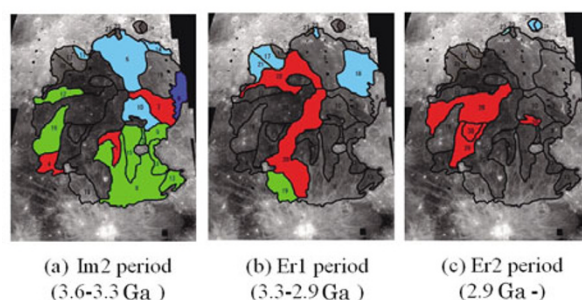 (a) Im2 period
(3.6-3.3 Ga )
(b) Er1 period
(3.3-2.9 Ga )
(c) Er2 period
(2.9 Ga -)